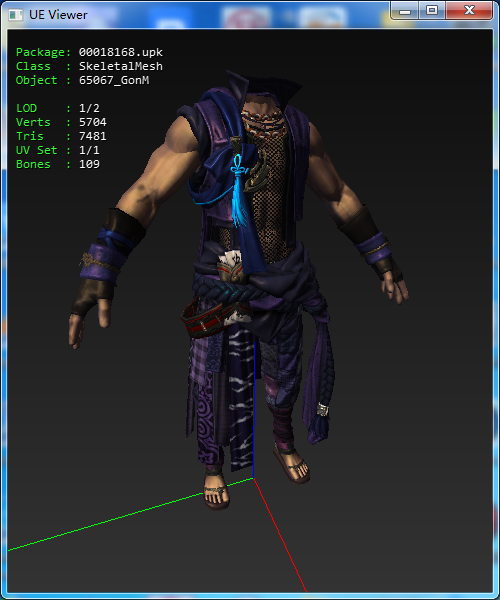 UE Viewer
Package: 00018168.upk
Class : SkeletalMesh
Object : 65067_GonM
LOD : 1/2
Verts : 5704
Tris : 7481
UV Set : 1/1
Bones : 109